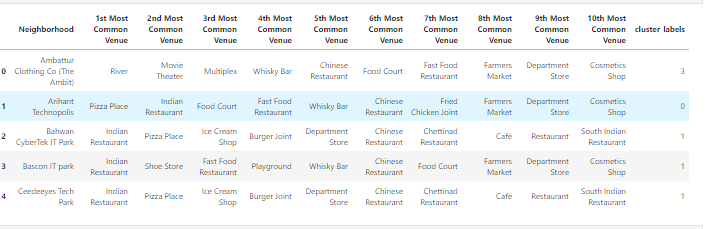 Neighborhood 1st Most Common Venue 2nd Most Common Venue 3rd Most Common Venue 4th Most Common Venue 5th Most Common Venue 6th Most Common Venue 7th Most Common Venue 8th Most Common Venue 9th Most Common Venue 10th Most Common Venue cluster labels
0 Ambattur Clothing Co (The Ambit) River Movie Theater Multiplex Whisky Bar Chinese Restaurant Food Court Fast Food Restaurant Farmers Market Department Store Cosmetics Shop 3
1 Arihant Technopolis Pizza Place Indian Restaurant Food Court Fast Food Restaurant Whisky Bar Chinese Restaurant Fried Chicken Joint Farmers Market Department Store Cosmetics Shop 0
2 Bahwan CyberTek IT Park Indian Restaurant Pizza Place Ice Cream Shop Burger Joint Department Store Chinese Restaurant Chettinad Restaurant Café Restaurant South Indian Restaurant 1
3 Bascon IT park Indian Restaurant Shoe Store Fast Food Restaurant Playground Whisky Bar Chinese Restaurant Food Court Farmers Market Department Store Cosmetics Shop 1
4 Ceedeeyes Tech Park Indian Restaurant Pizza Place Ice Cream Shop Burger Joint Department Store Chinese Restaurant Chettinad Restaurant Café Restaurant South Indian Restaurant 1